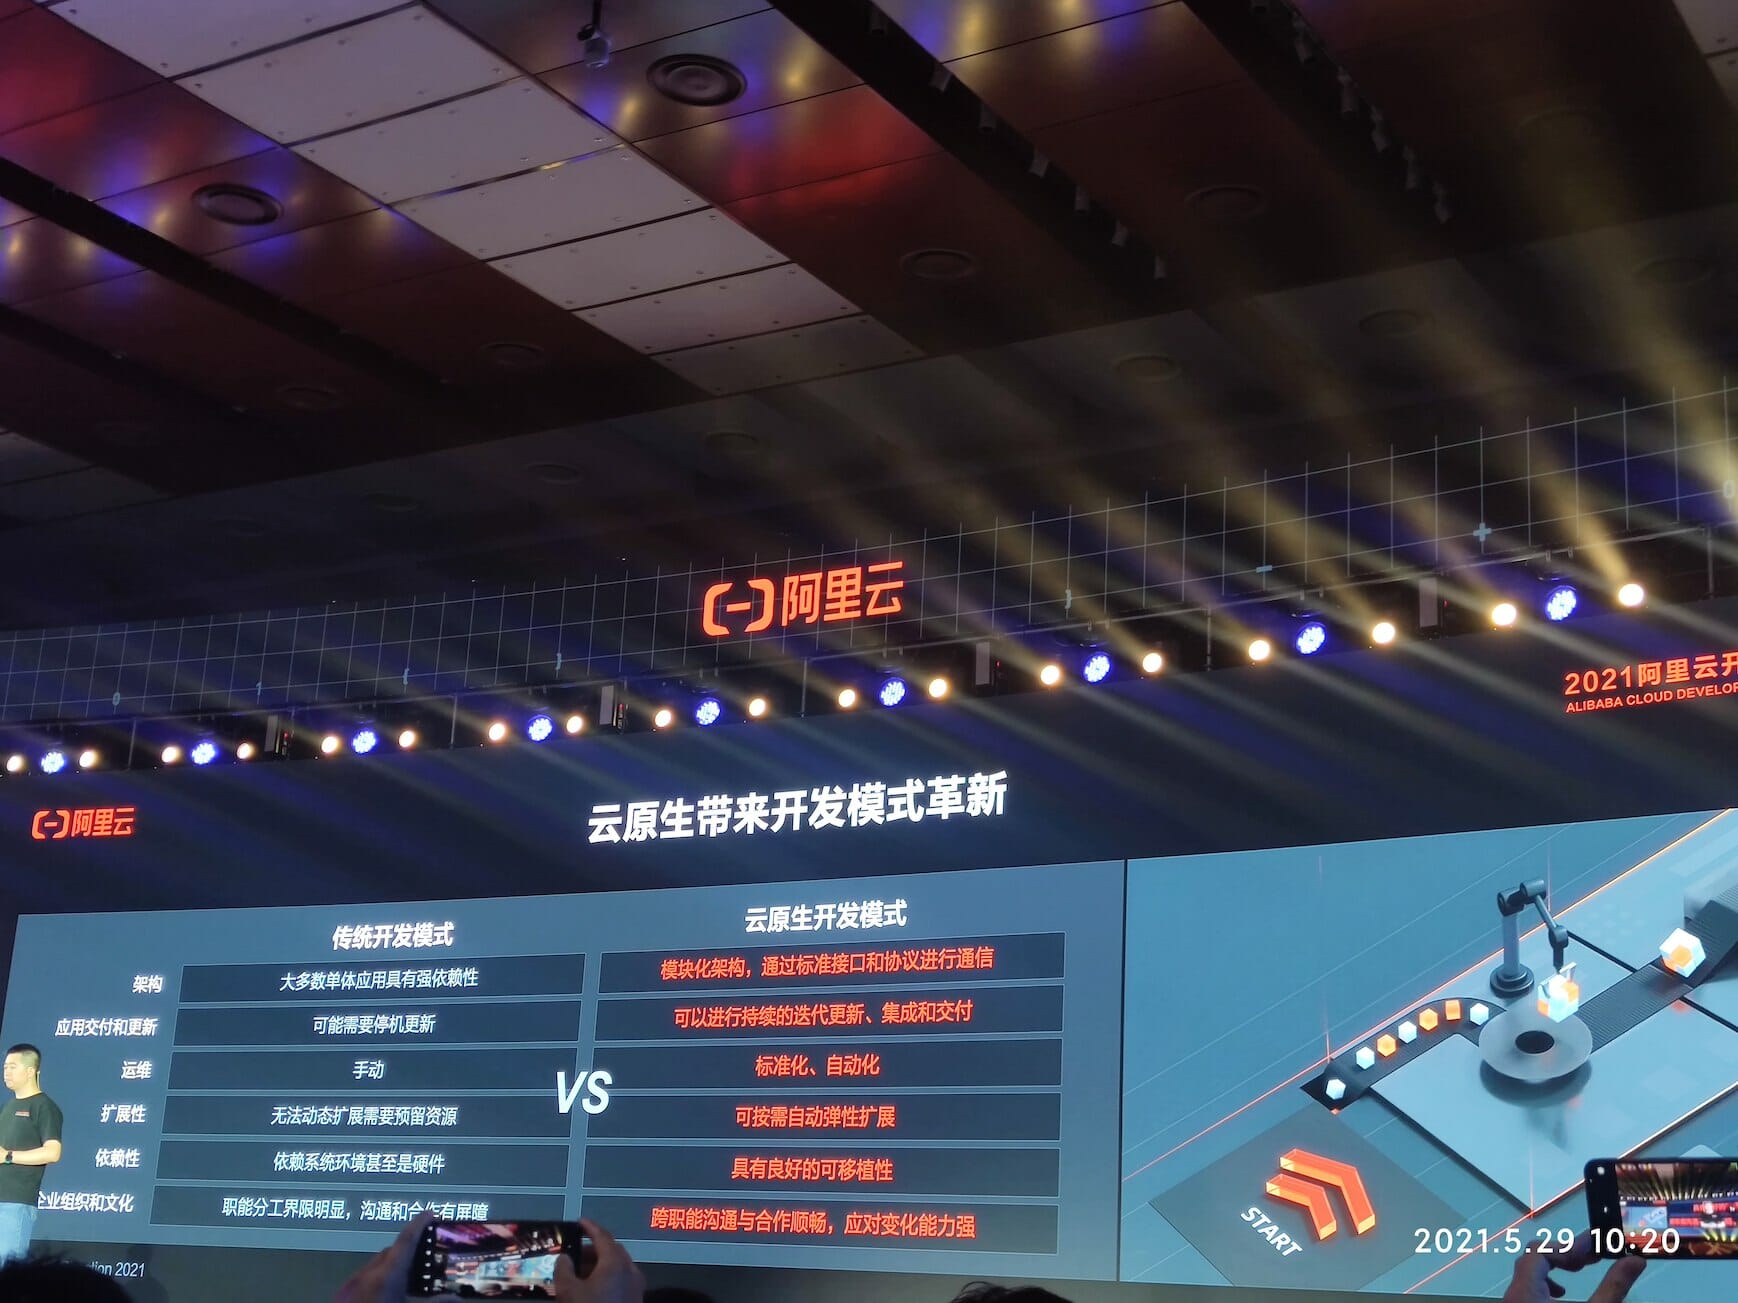 阿里云
2021阿里云开
ALIBABA CLOUD DEVELOP
阿里云
云原生带来开发模式革新
传统开发模式
云原生开发模式
架构
大多数单体应用具有强依赖性
模块化架构，通过标准接口和协议进行通信
应用交付和更新
可能需要停机更新
可以进行持续的迭代更新、集成和交付
运维
手动
标准化、自动化
VS
扩展性
无法动态扩展需要预留资源
可按需自动弹性扩展
依赖性
依赖系统环境甚至是硬件
具有良好的可移植性
企业组织和文化
职能分工界限明显，沟通和合作有屏障
跨职能沟通与合作顺畅，应对变化能力强
START
2021
2021.5.29 10:20